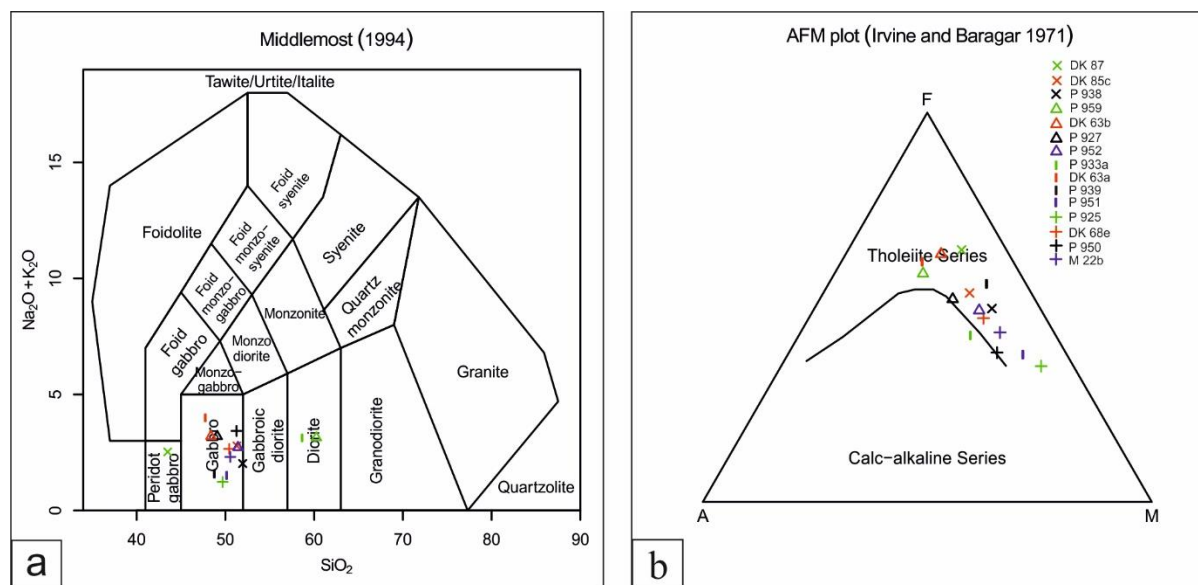 Middlemost (1994)
Tawite/Urtite/Italite
Foidolite
Foid
syenite
Foid
monzo-
syenite
Foid
monzo-
gabbro
Foid
gabbro
Syenite
Monzonite
Quartz
monzonite
Monzo
diorite
Monzo-
gabbro
Peridot
gabbro
Gabbro
Gabbroic
diorite
Diorite
Granodiorite
Granite
Quartzolite
Na₂O+K₂O
0
5
10
15
40
50
60
70
80
90
SiO₂
a
AFM plot (Irvine and Baragar 1971)
DK 87
DK 85c
P 938
P 959
DK 63b
P 927
P 952
P 933a
DK 63a
P 939
P 951
P 925
DK 68e
P 950
M 22b
F
Tholeiite Series
Calc-alkaline Series
A
M
b